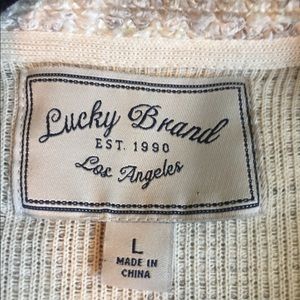 Lucky Brand
EST. 1990
Los Angeles
L
MADE IN
CHINA